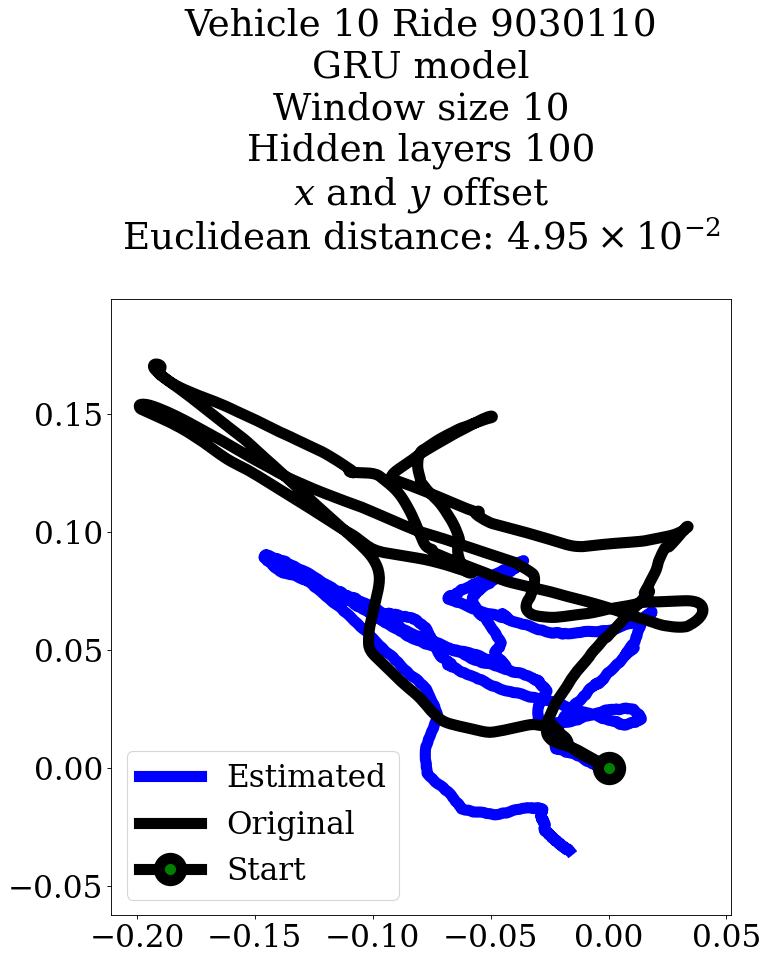 Vehicle 10 Ride 9030110
GRU model
Window size 10
Hidden layers 100
x and y offset
Euclidean distance: 4.95 × 10⁻²
0.15
0.10
0.05
0.00
−0.05
Estimated
Original
Start
−0.20 −0.15 −0.10 −0.05 0.00 0.05